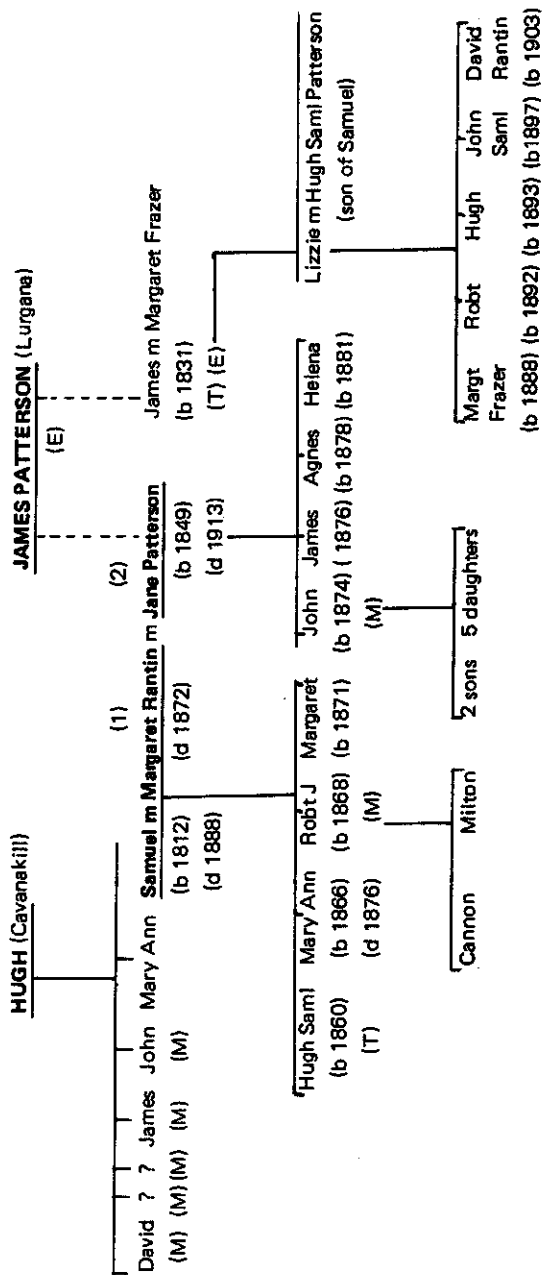 HUGH (Cavanakill)
JAMES PATTERSON (Lurgana)
(E)
David ? ? James John Mary Ann
(M) (M) (M) (M) (M)
(1) (2)
Samuel m Margaret Rantin m Jane Patterson
(b 1812) (d 1872) (b 1849)
(d 1888) (d 1913)
James m Margaret Frazer
(b 1831)
(T) (E)
Hugh Saml Mary Ann Robt J Margaret
(b 1860) (b 1866) (b 1868) (b 1871)
(T) (d 1876) (M)
John James Agnes Helena
(b 1874) ( 1876) (b 1878) (b 1881)
(M)
Lizzie m Hugh Saml Patterson
(son of Samuel)
Cannon Milton
2 sons 5 daughters
Margt Robt Hugh John David
Frazer Saml Rantin
(b 1888) (b 1892) (b 1893) (b1897) (b 1903)